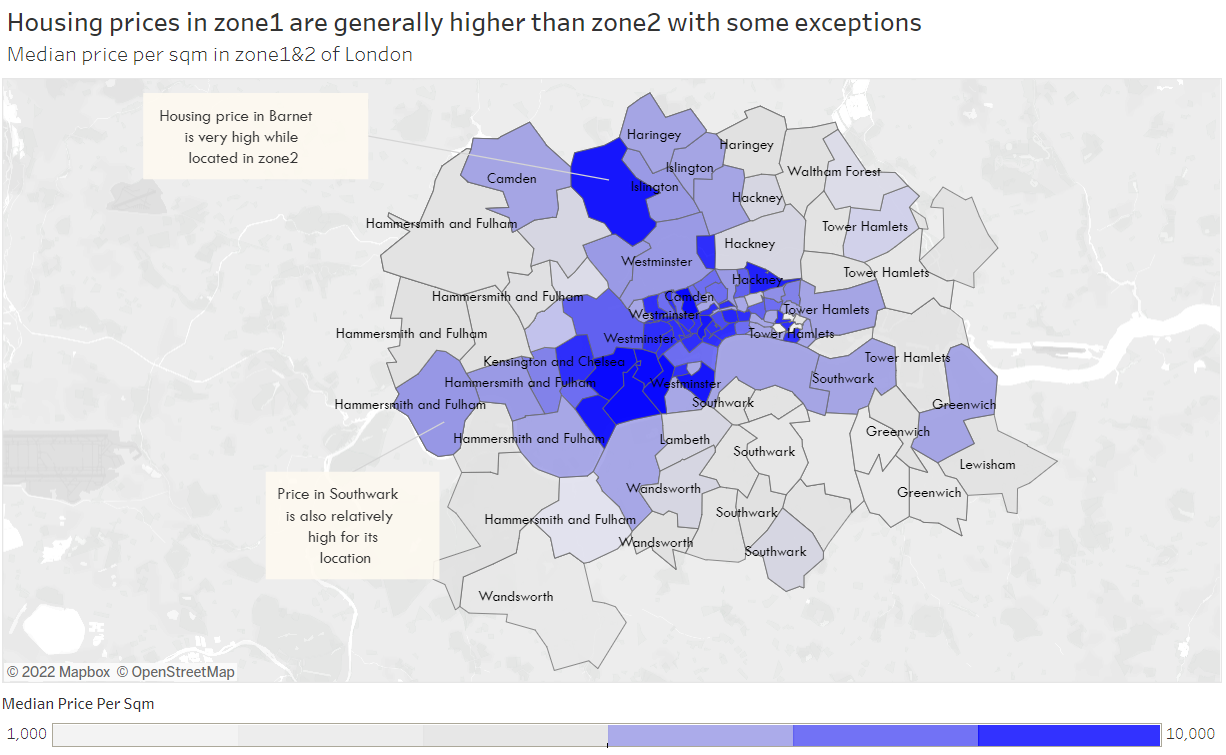 Housing prices in zone1 are generally higher than zone2 with some exceptions
Median price per sqm in zone1&2 of London
Housing price in Barnet
is very high while
located in zone2
Haringey
Haringey
Islington
Waltham Forest
Camden
Islington
Hackney
Hammersmith and Fulham
Tower Hamlets
Hackney
Westminster
Tower Hamlets
Hackney
Hammersmith and Fulham
Camden
Tower Hamlets
Westminster
Hammersmith and Fulham
Tower Hamlets
Westminster
Tower Hamlets
Kensington and Chelsea
Southwark
Hammersmith and Fulham
Westminster
Hammersmith and Fulham
Southwark
Greenwich
Greenwich
Hammersmith and Fulham
Lambeth
Southwark
Lewisham
Wandsworth
Greenwich
Price in Southwark
is also relatively
high for its
location
Southwark
Hammersmith and Fulham
Wandsworth
Southwark
Wandsworth
© 2022 Mapbox © OpenStreetMap
Median Price Per Sqm
1,000 10,000